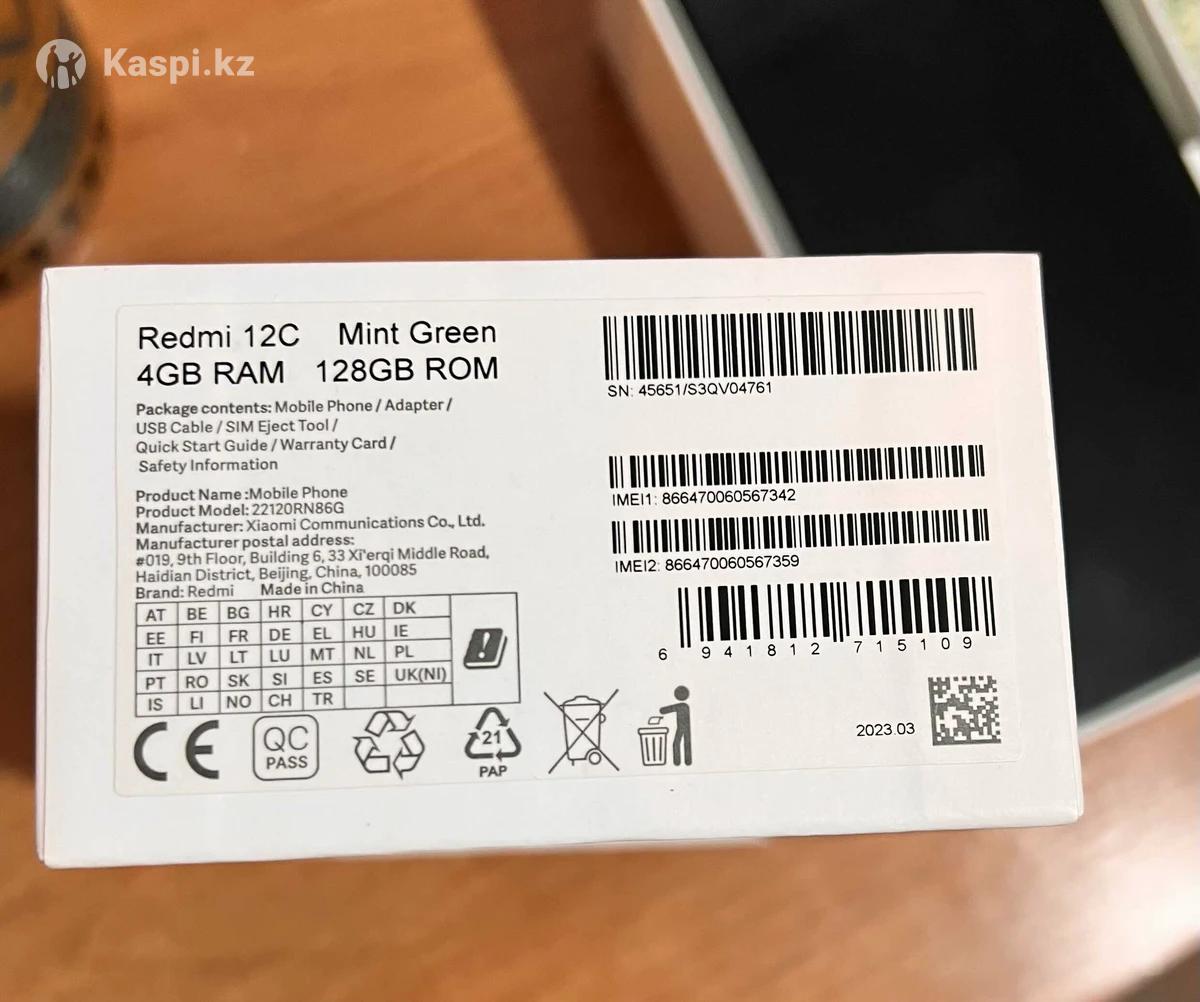 Kaspi.kz
Redmi 12C Mint Green
4GB RAM 128GB ROM
Package contents: Mobile Phone / Adapter /
USB Cable / SIM Eject Tool /
Quick Start Guide / Warranty Card /
Safety Information
Product Name :Mobile Phone
Product Model: 22120RN86G
Manufacturer: Xiaomi Communications Co., Ltd.
Manufacturer postal address:
#019, 9th Floor, Building 6, 33 Xi'erqi Middle Road,
Haidian District, Beijing, China, 100085
Brand: Redmi Made in China
AT BE BG HR CY CZ DK
EE FI FR DE EL HU IE
IT LV LT LU MT NL PL
PT RO SK SI ES SE UK(NI)
IS LI NO CH TR
CE
QC
PASS
21
PAP
SN: 45651/S3QV04761
IMEI1: 866470060567342
IMEI2: 866470060567359
6 941812 715109
2023.03